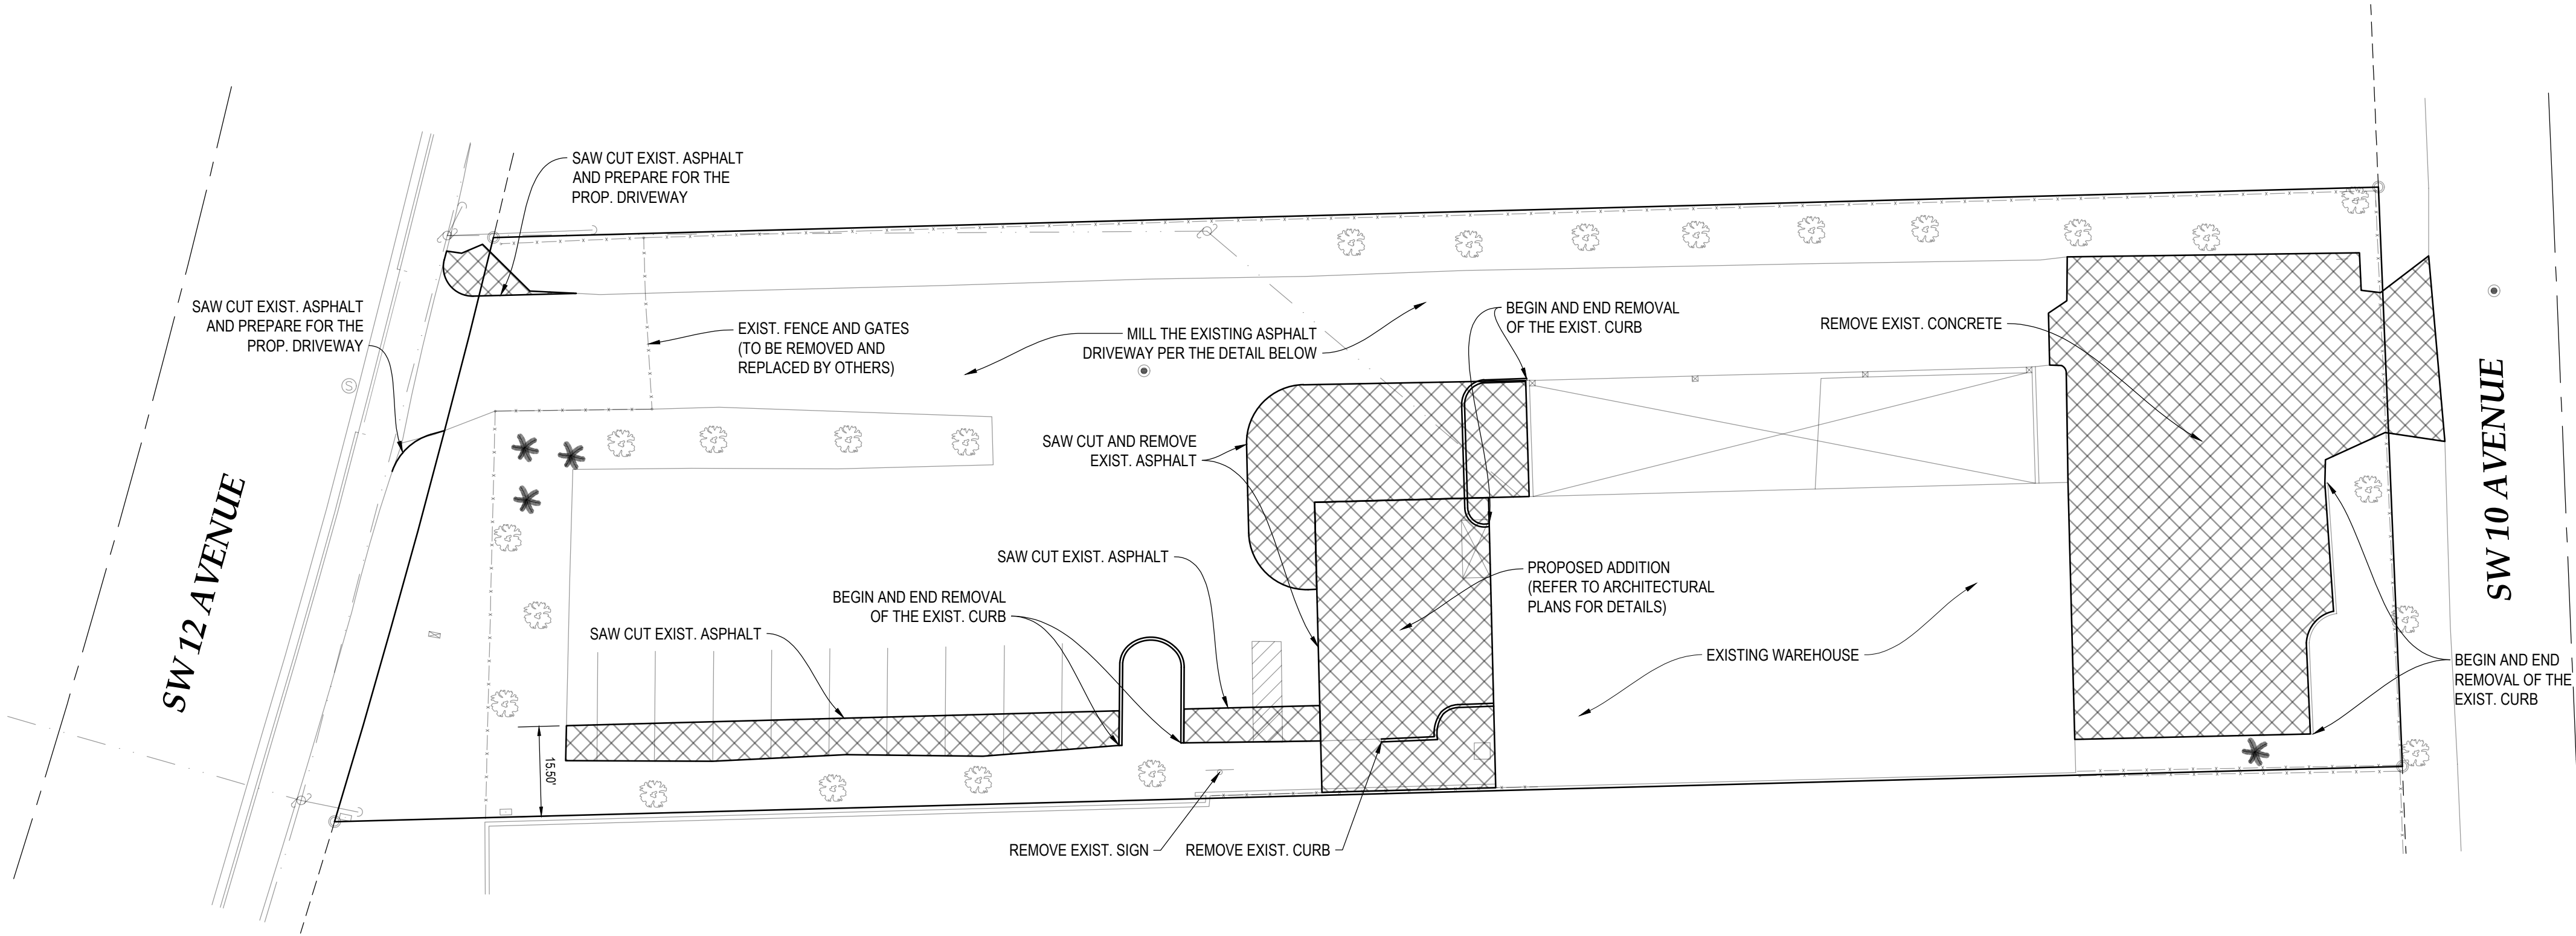 SAW CUT EXIST. ASPHALT
AND PREPARE FOR THE
PROP. DRIVEWAY
SAW CUT EXIST. ASPHALT
AND PREPARE FOR THE
PROP. DRIVEWAY
EXIST. FENCE AND GATES
(TO BE REMOVED AND
REPLACED BY OTHERS)
MILL THE EXISTING ASPHALT
DRIVEWAY PER THE DETAIL BELOW
BEGIN AND END REMOVAL
OF THE EXIST. CURB
REMOVE EXIST. CONCRETE
S
SW 12 AVENUE
SW 10 AVENUE
SAW CUT AND REMOVE
EXIST. ASPHALT
SAW CUT EXIST. ASPHALT
PROPOSED ADDITION
(REFER TO ARCHITECTURAL
PLANS FOR DETAILS)
BEGIN AND END REMOVAL
OF THE EXIST. CURB
SAW CUT EXIST. ASPHALT
EXISTING WAREHOUSE
BEGIN AND END
REMOVAL OF THE
EXIST. CURB
15.50'
REMOVE EXIST. SIGN
REMOVE EXIST. CURB